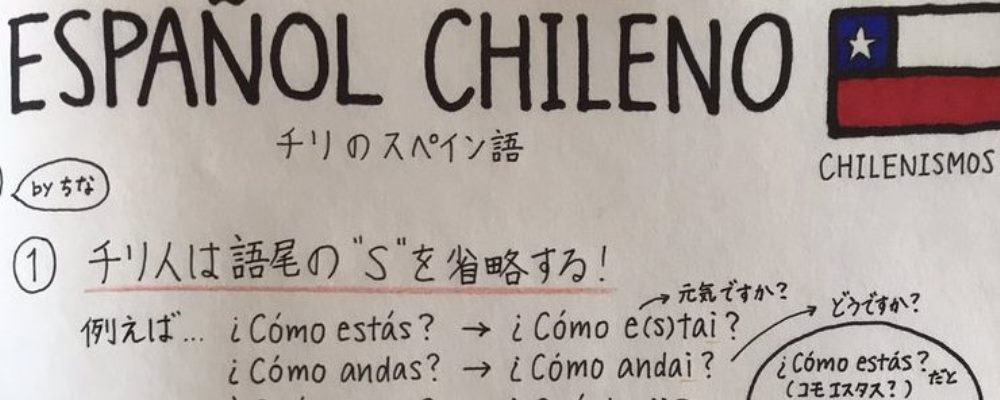 ESPAÑOL CHILENO
チリのスペイン語
CHILENISMOS
by ちな
① チリ人は語尾の"S"を省略する!
→ 元気ですか?
→ どうですか?
例えば... ¿Cómo estás? → ¿Cómo e(s)tai?
¿Cómo andas? → ¿Cómo andai?
¿Cómo estás?
(コモエスタス?)だと